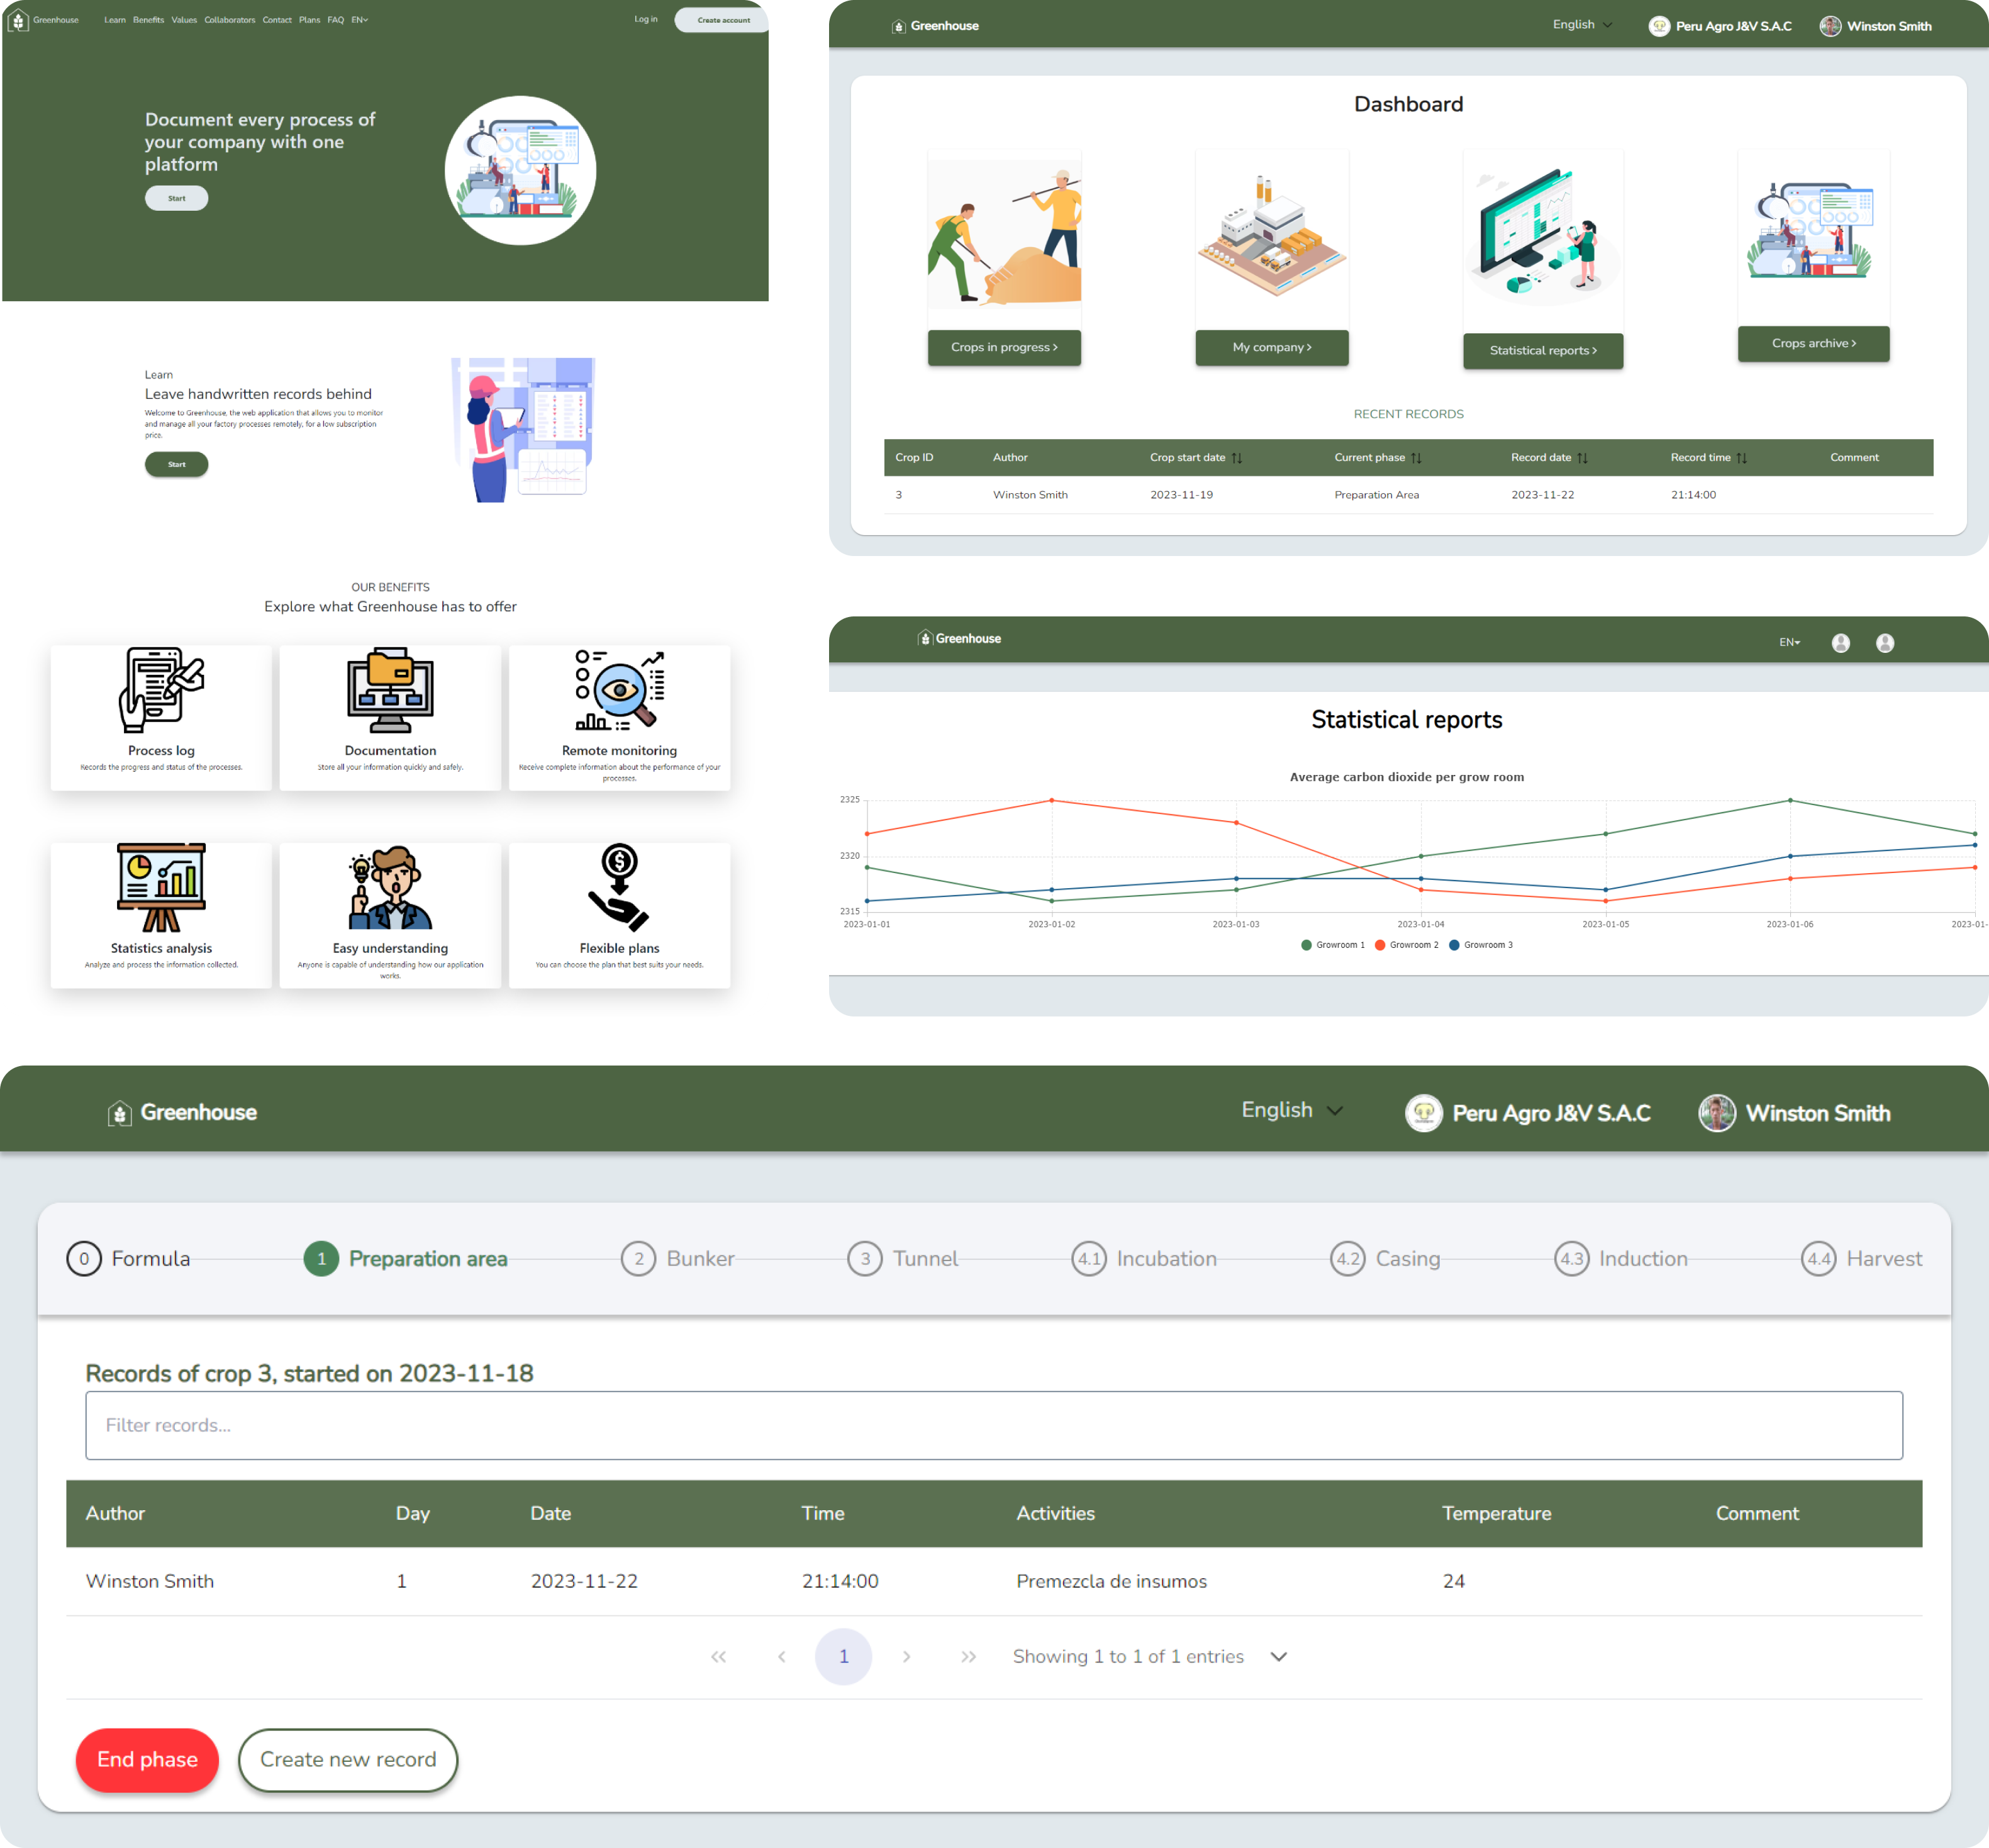 Greenhouse
Learn Benefits Values Collaborators Contact Plans FAQ EN
Log in
Create account
Document every process of
your company with one
platform
Start
Learn
Leave handwritten records behind
Welcome to Greenhouse, the web application that allows you to monitor
and manage all your factory processes remotely, for a low subscription
price.
Start
OUR BENEFITS
Explore what Greenhouse has to offer
Process log
Records the progress and status of the processes.
Documentation
Store all your information quickly and safely.
Remote monitoring
Receive complete information about the performance of your
processes.
Statistics analysis
Analyze and process the information collected.
Easy understanding
Anyone is capable of understanding how our application
works.
Flexible plans
You can choose the plan that best suits your needs.
Greenhouse
English
Peru Agro J&V S.A.C
Winston Smith
Dashboard
Crops in progress
My company
Statistical reports
Crops archive
RECENT RECORDS
Crop ID Author Crop start date Current phase Record date Record time Comment
3 Winston Smith 2023-11-19 Preparation Area 2023-11-22 21:14:00
Greenhouse
EN
Statistical reports
Average carbon dioxide per grow room
2325
2320
2315
2023-01-01 2023-01-02 2023-01-03 2023-01-04 2023-01-05 2023-01-06 2023-01-
Growroom 1 Growroom 2 Growroom 3
Greenhouse
English
Peru Agro J&V S.A.C
Winston Smith
0 Formula 1 Preparation area 2 Bunker 3 Tunnel 4.1 Incubation 4.2 Casing 4.3 Induction 4.4 Harvest
Records of crop 3, started on 2023-11-18
Filter records...
Author Day Date Time Activities Temperature Comment
Winston Smith 1 2023-11-22 21:14:00 Premezcla de insumos 24
1 Showing 1 to 1 of 1 entries
End phase
Create new record